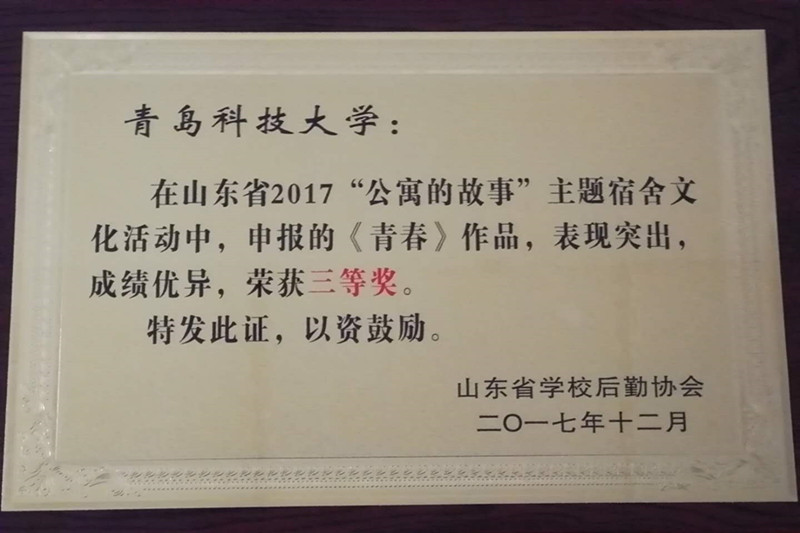 青岛科技大学：
在山东省2017“公寓的故事”主题宿舍文
化活动中，申报的《青春》作品，表现突出，
成绩优异，荣获三等奖。
特发此证，以资鼓励。
山东省学校后勤协会
二〇一七年十二月